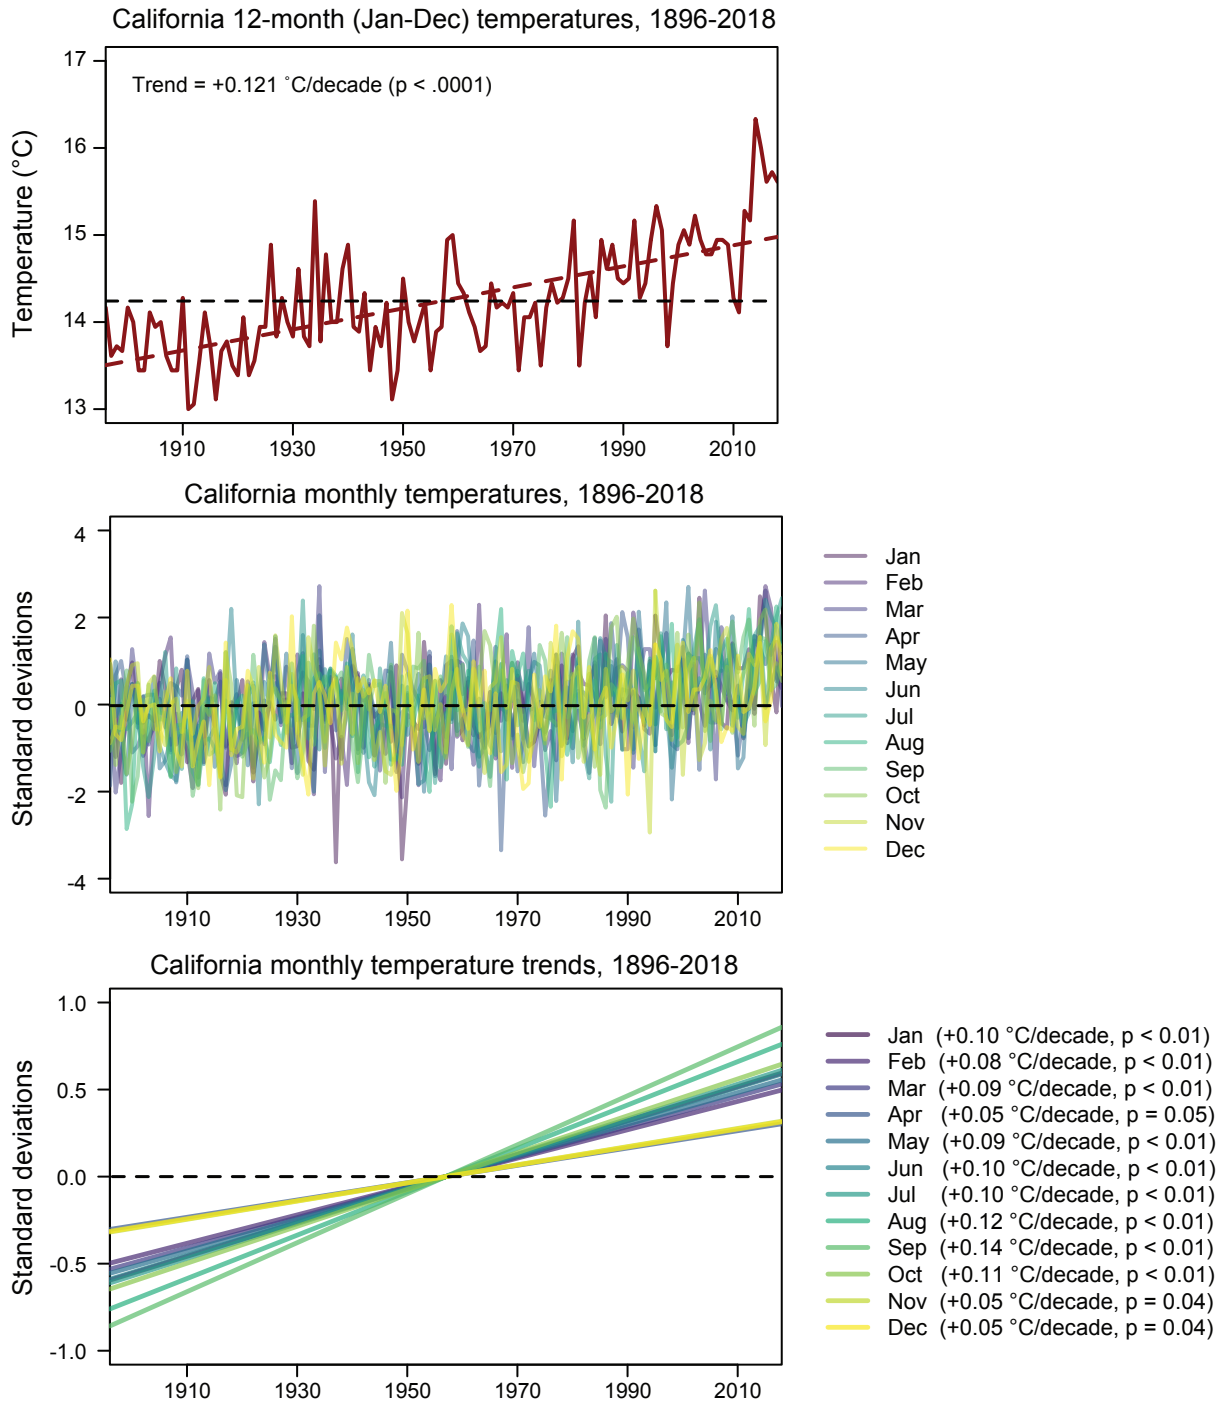 California 12-month (Jan-Dec) temperatures, 1896-2018
Trend = +0.121 °C/decade (p < .0001)
Temperature (°C)
17
16
15
14
13
1910
1930
1950
1970
1990
2010
California monthly temperatures, 1896-2018
Standard deviations
4
2
0
-2
-4
1910
1930
1950
1970
1990
2010
Jan
Feb
Mar
Apr
May
Jun
Jul
Aug
Sep
Oct
Nov
Dec
California monthly temperature trends, 1896-2018
Standard deviations
1.0
0.5
0.0
-0.5
-1.0
1910
1930
1950
1970
1990
2010
Jan (+0.10 °C/decade, p < 0.01)
Feb (+0.08 °C/decade, p < 0.01)
Mar (+0.09 °C/decade, p < 0.01)
Apr (+0.05 °C/decade, p = 0.05)
May (+0.09 °C/decade, p < 0.01)
Jun (+0.10 °C/decade, p < 0.01)
Jul (+0.10 °C/decade, p < 0.01)
Aug (+0.12 °C/decade, p < 0.01)
Sep (+0.14 °C/decade, p < 0.01)
Oct (+0.11 °C/decade, p < 0.01)
Nov (+0.05 °C/decade, p = 0.04)
Dec (+0.05 °C/decade, p = 0.04)